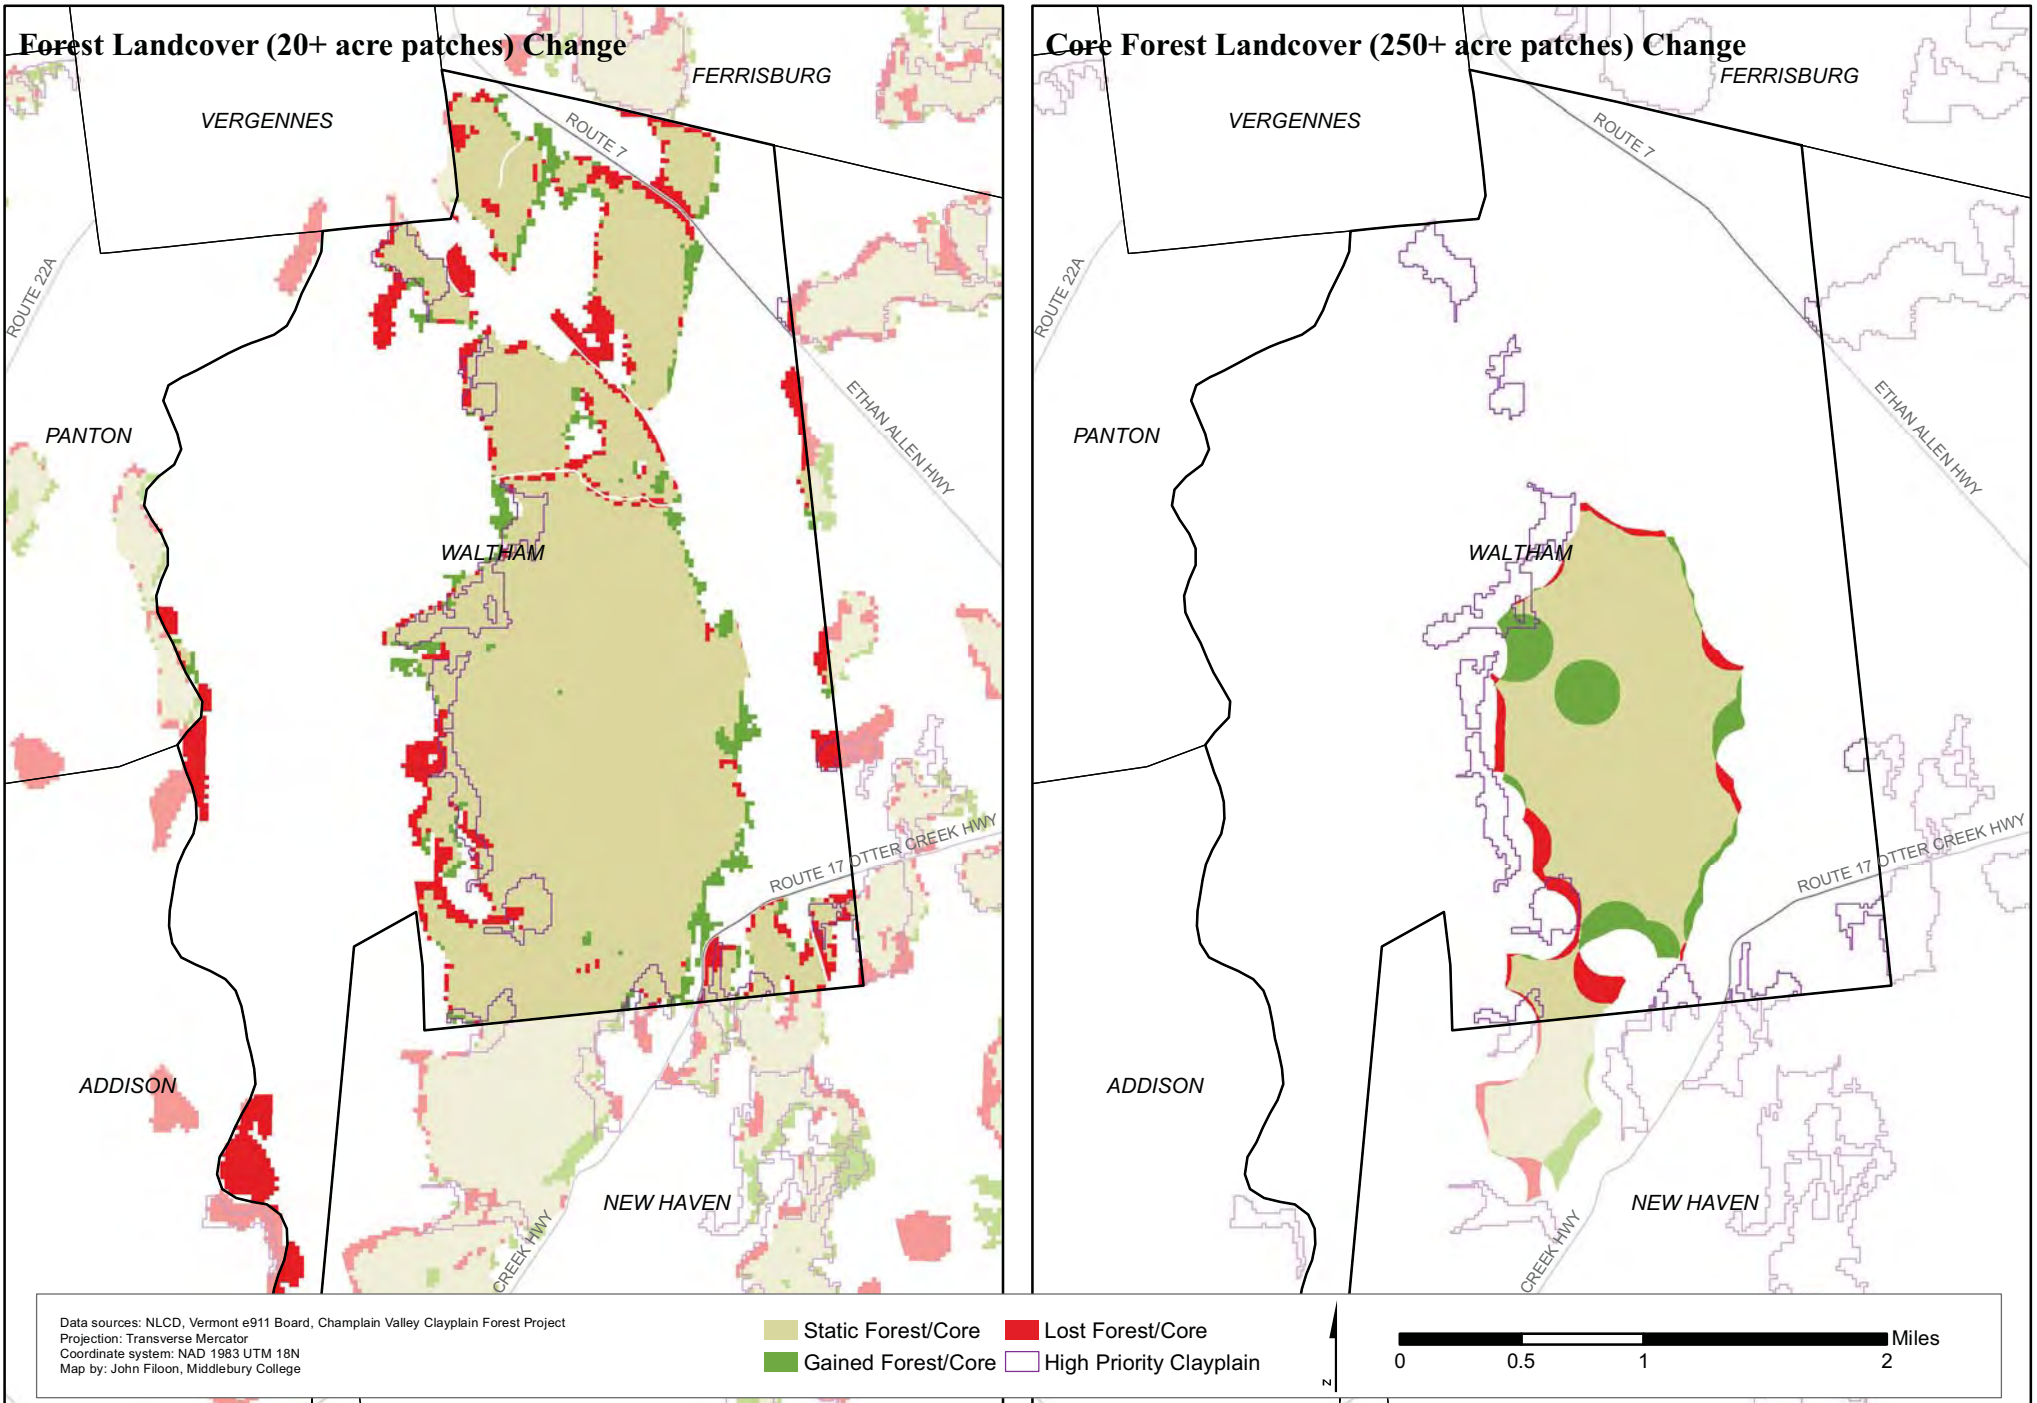 Forest Landcover (20+ acre patches) Change
FERRISBURG
VERGENNES
ROUTE 7
ROUTE 22A
ETHAN ALLEN HWY
PANTON
WALTHAM
ROUTE 17 OTTER CREEK HWY
ADDISON
NEW HAVEN
CREEK HWY
Core Forest Landcover (250+ acre patches) Change
FERRISBURG
VERGENNES
ROUTE 7
ROUTE 22A
ETHAN ALLEN HWY
PANTON
WALTHAM
ROUTE 17 OTTER CREEK HWY
ADDISON
NEW HAVEN
CREEK HWY
Data sources: NLCD, Vermont e911 Board, Champlain Valley Clayplain Forest Project
Projection: Transverse Mercator
Coordinate system: NAD 1983 UTM 18N
Map by: John Filoon, Middlebury College
Static Forest/Core
Lost Forest/Core
Gained Forest/Core
High Priority Clayplain
z
Miles
0 0.5 1 2